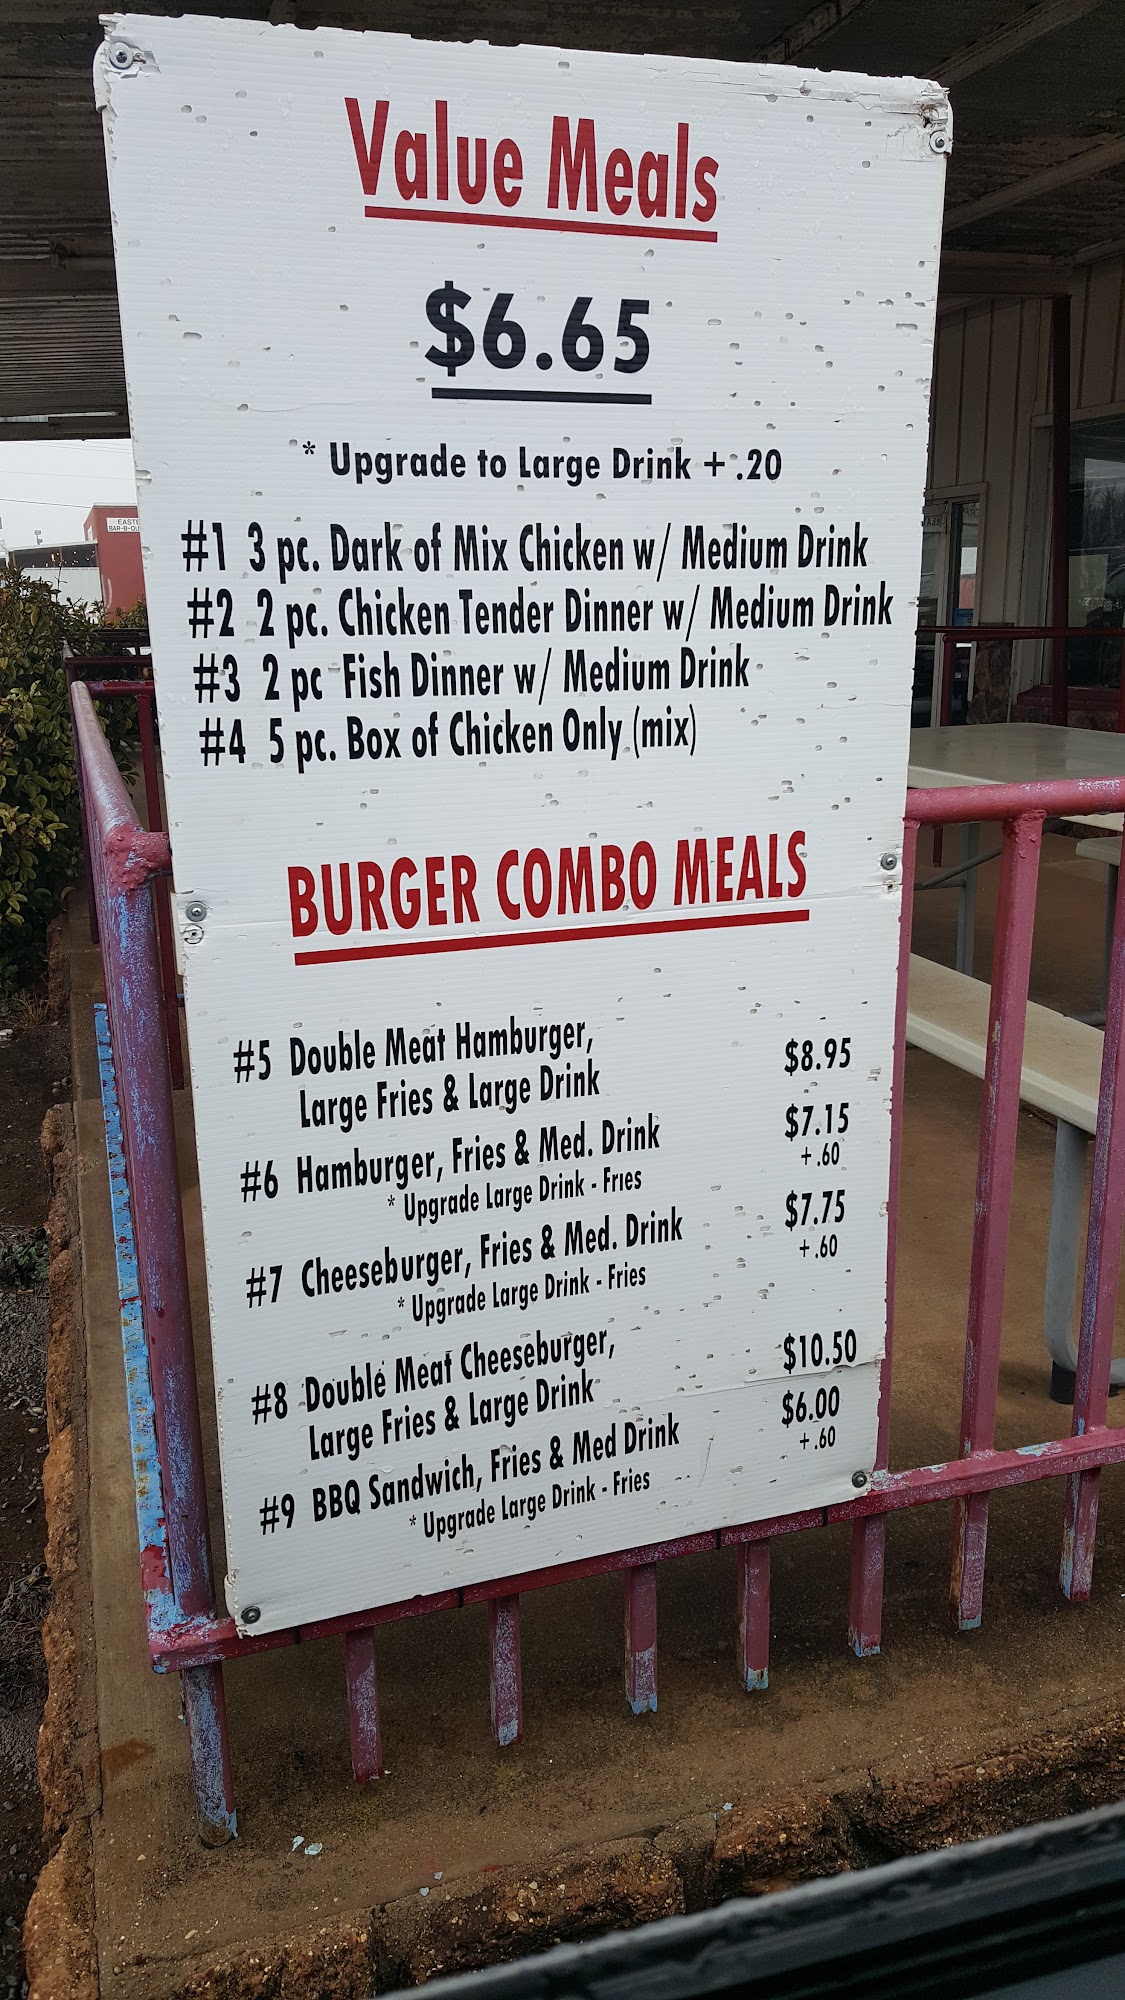 Value Meals
$6.65
* Upgrade to Large Drink + .20
#1 3 pc. Dark of Mix Chicken w/ Medium Drink
#2 2 pc. Chicken Tender Dinner w/ Medium Drink
#3 2 pc Fish Dinner w/ Medium Drink
#4 5 pc. Box of Chicken Only (mix)
BURGER COMBO MEALS
#5 Double Meat Hamburger, $8.95
Large Fries & Large Drink
#6 Hamburger, Fries & Med. Drink $7.15
* Upgrade Large Drink - Fries + .60
#7 Cheeseburger, Fries & Med. Drink $7.75
* Upgrade Large Drink - Fries + .60
#8 Double Meat Cheeseburger, $10.50
Large Fries & Large Drink
#9 BBQ Sandwich, Fries & Med Drink $6.00
* Upgrade Large Drink - Fries + .60